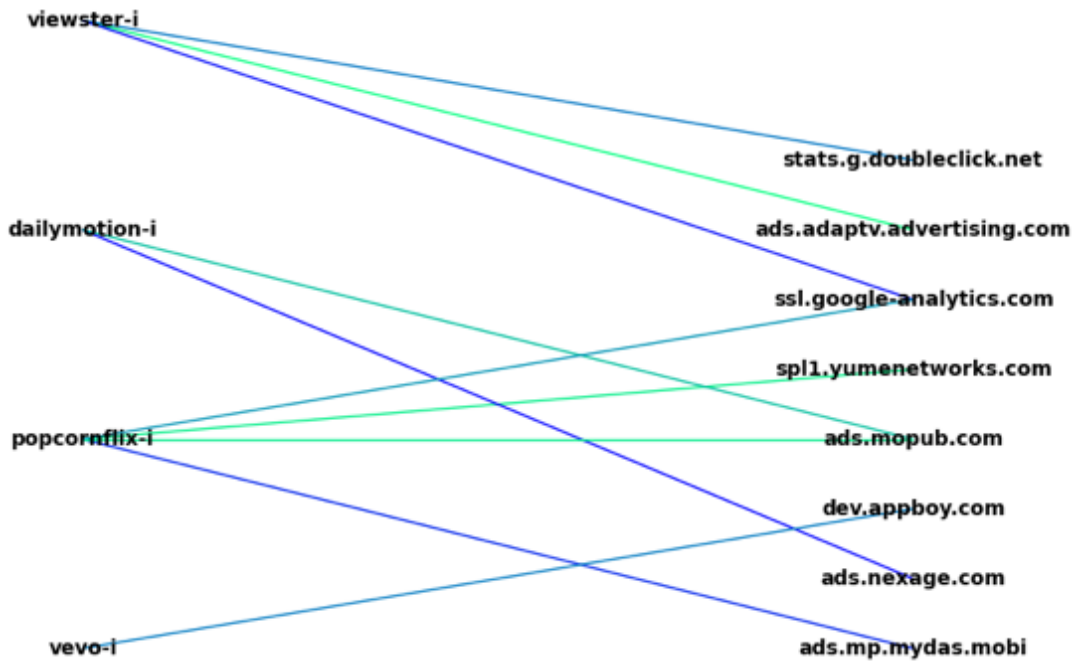 viewster-i
stats.g.doubleclick.net
dailymotion-i
ads.adaptv.advertising.com
ssl.google-analytics.com
spl1.yumenetworks.com
popcornflix-i
ads.mopub.com
dev.appboy.com
ads.nexage.com
vevo-i
ads.mp.mydas.mobi